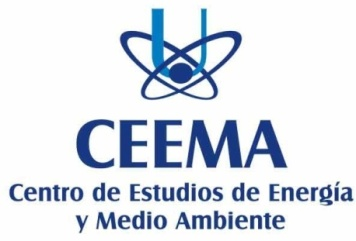 U
CEEMA
Centro de Estudios de Energía
y Medio Ambiente